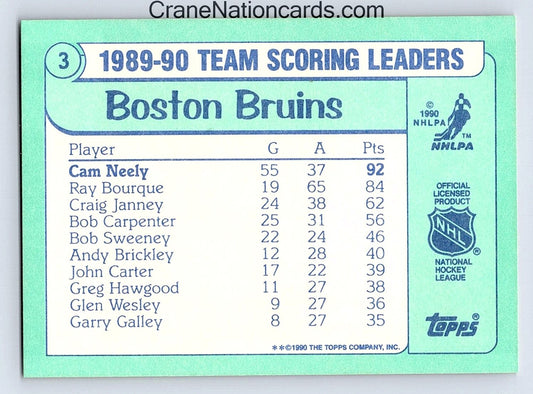 CraneNationcards.com
3 1989-90 TEAM SCORING LEADERS
Boston Bruins
Player G A Pts
Cam Neely 55 37 92
Ray Bourque 19 65 84
Craig Janney 24 38 62
Bob Carpenter 25 31 56
Bob Sweeney 22 24 46
Andy Brickley 12 28 40
John Carter 17 22 39
Greg Hawgood 11 27 38
Glen Wesley 9 27 36
Garry Galley 8 27 35
**©1990 THE TOPPS COMPANY, INC.
©
1990
NHLPA
™
NHLPA
OFFICIAL
LICENSED
PRODUCT
NHL ®
NATIONAL
HOCKEY
LEAGUE
topps®